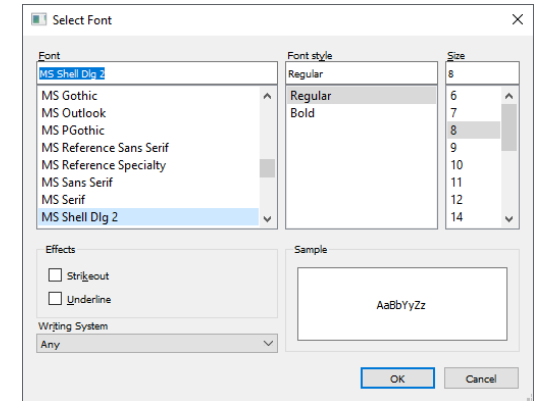 Select Font
Font
MS Shell Dlg 2
MS Gothic
MS Outlook
MS PGothic
MS Reference Sans Serif
MS Reference Specialty
MS Sans Serif
MS Serif
MS Shell Dlg 2
Font style
Regular
Regular
Bold
Size
8
6
7
8
9
10
11
12
14
Effects
Strikeout
Underline
Writing System
Any
Sample
AaBbYyZz
OK
Cancel